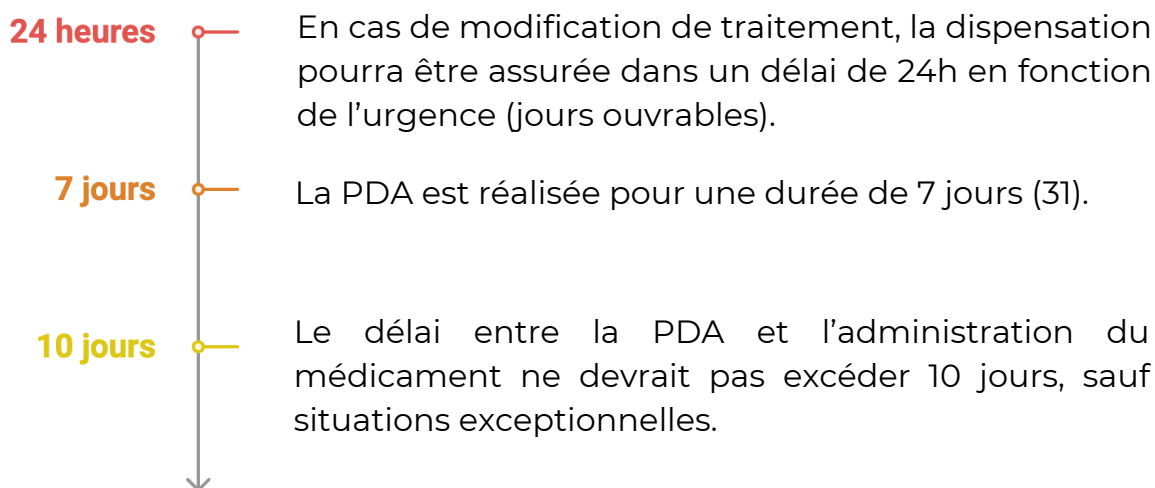 24 heures
En cas de modification de traitement, la dispensation
pourra être assurée dans un délai de 24h en fonction
de l’urgence (jours ouvrables).
7 jours
La PDA est réalisée pour une durée de 7 jours (31).
10 jours
Le délai entre la PDA et l’administration du
médicament ne devrait pas excéder 10 jours, sauf
situations exceptionnelles.